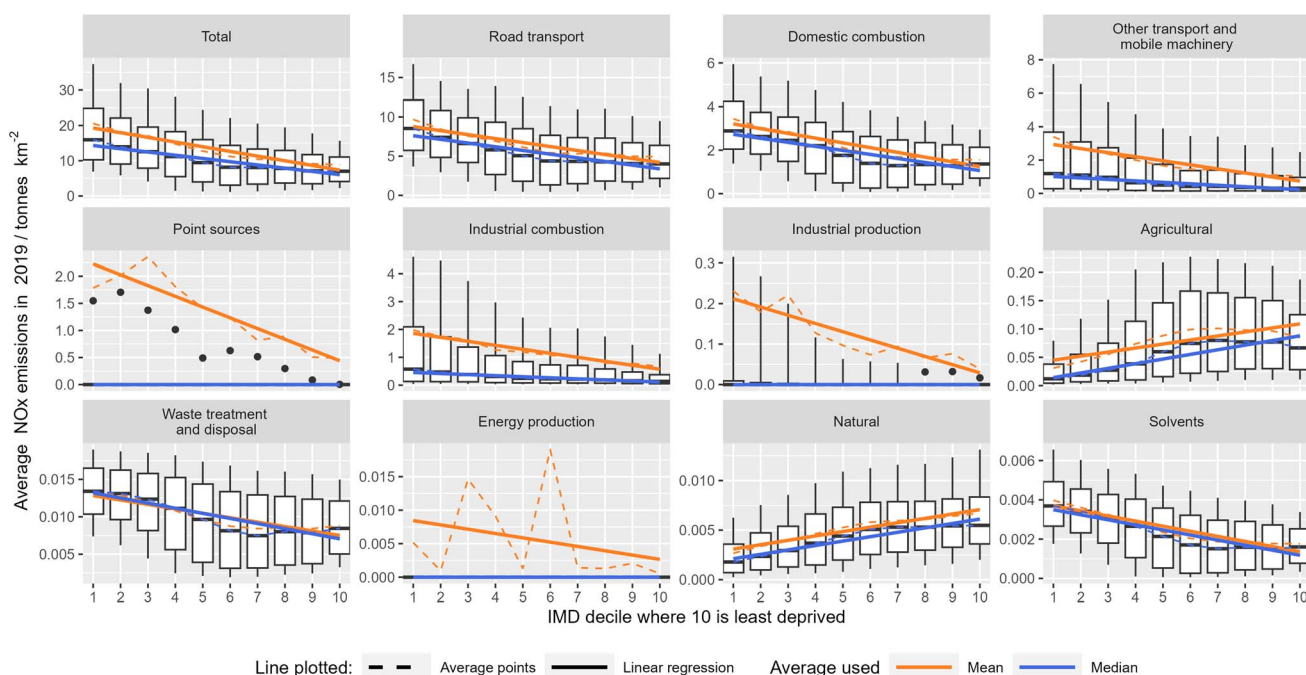 Average NOx emissions in 2019 / tonnes km⁻²
Total
Road transport
Domestic combustion
Other transport and
mobile machinery
30
20
10
0
15
10
5
0
6
4
2
0
8
6
4
2
0
Point sources
Industrial combustion
Industrial production
Agricultural
2.0
1.5
1.0
0.5
0.0
4
3
2
1
0
0.3
0.2
0.1
0.0
0.20
0.15
0.10
0.05
0.00
Waste treatment
and disposal
Energy production
Natural
Solvents
0.015
0.010
0.005
0.015
0.010
0.005
0.000
0.010
0.005
0.000
0.006
0.004
0.002
0.000
1 2 3 4 5 6 7 8 9 10
1 2 3 4 5 6 7 8 9 10
1 2 3 4 5 6 7 8 9 10
1 2 3 4 5 6 7 8 9 10
IMD decile where 10 is least deprived
Line plotted: Average points Linear regression Average used Mean Median